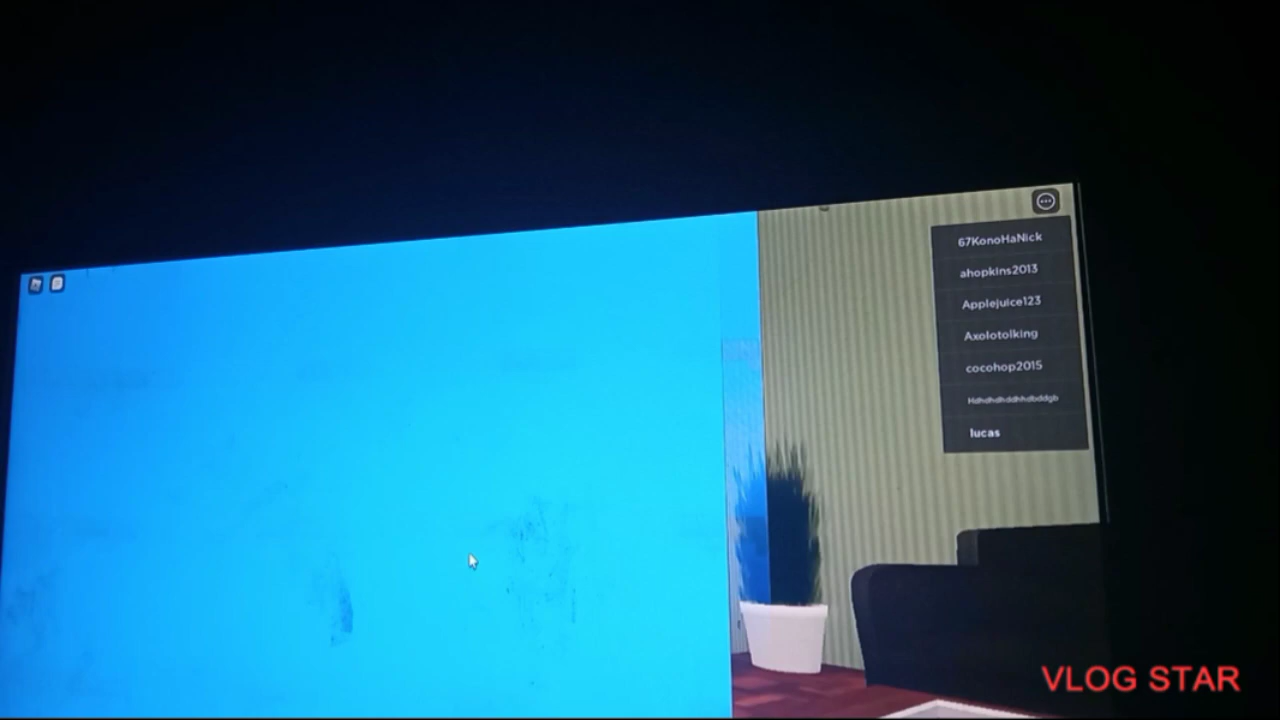 67KonoHaNick
ahopkins2013
Applejuice123
Axolotolking
cocohop2015
lucas
VLOG STAR